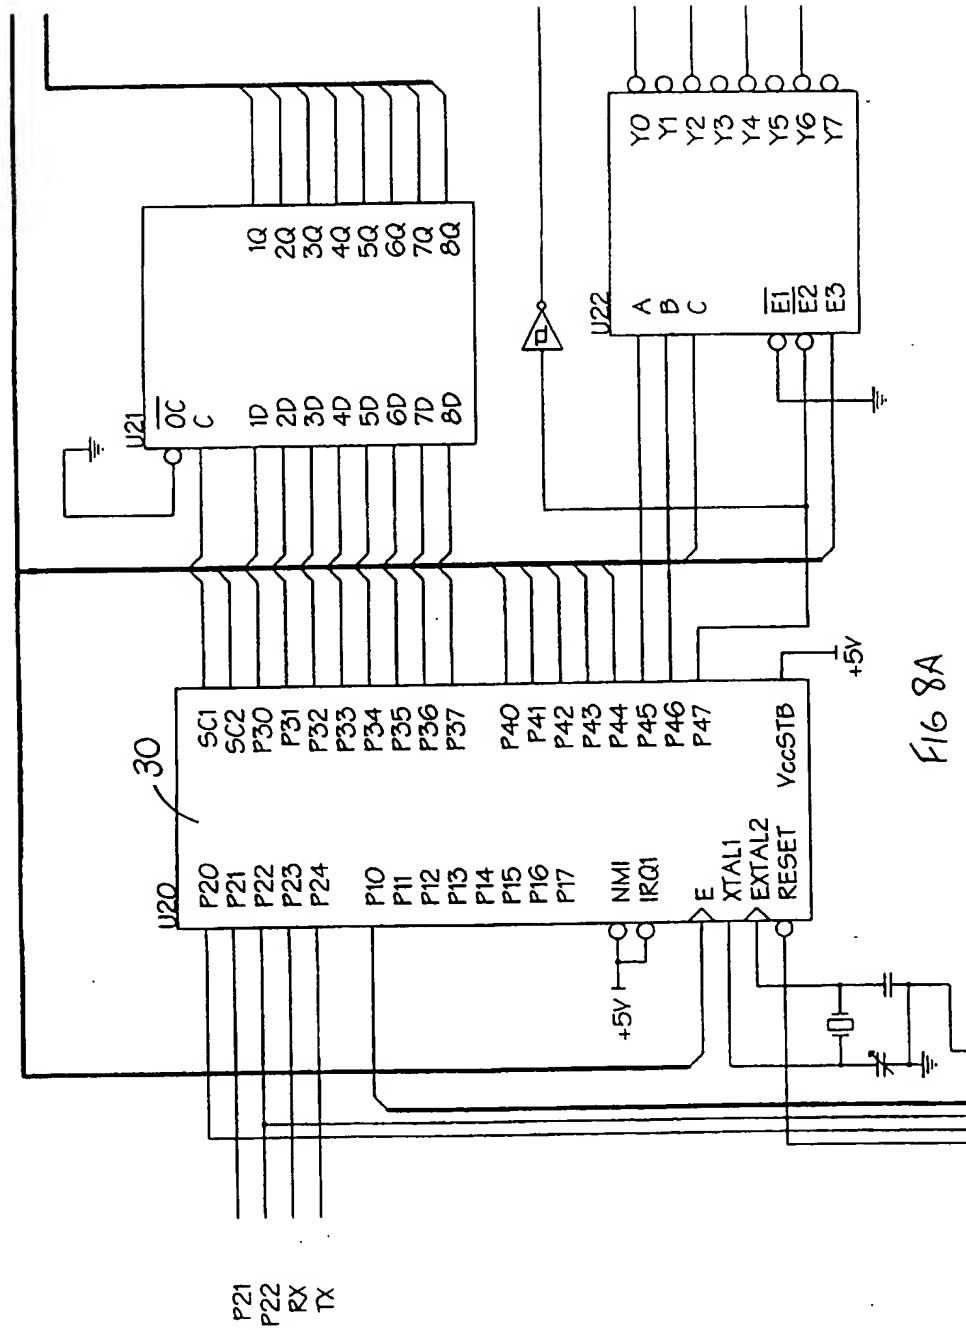 U20
30
P20
P21
P22
P23
P24
P10
P11
P12
P13
P14
P15
P16
P17
NMI
IRQ1
E
XTAL1
EXTAL2
RESET
SC1
SC2
P30
P31
P32
P33
P34
P35
P36
P37
P40
P41
P42
P43
P44
P45
P46
P47
VccSTB
+5V
+5V
P21
P22
RX
TX
U21
OC
C
1D
2D
3D
4D
5D
6D
7D
8D
1Q
2Q
3Q
4Q
5Q
6Q
7Q
8Q
U22
A
B
C
E1
E2
E3
Y0
Y1
Y2
Y3
Y4
Y5
Y6
Y7
FIG 8A